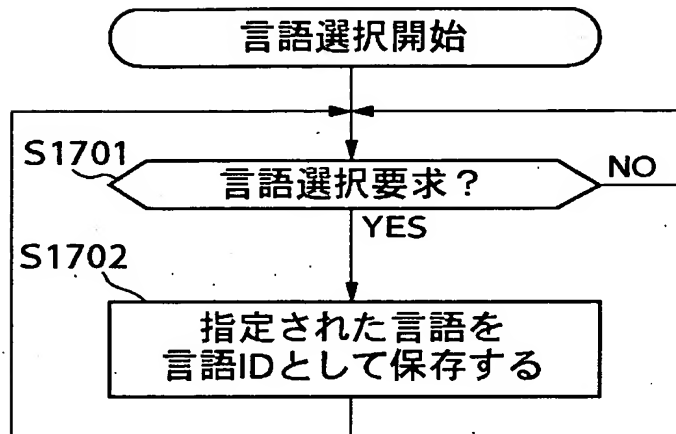 言語選択開始
S1701
言語選択要求？
NO
YES
S1702
指定された言語を
言語IDとして保存する